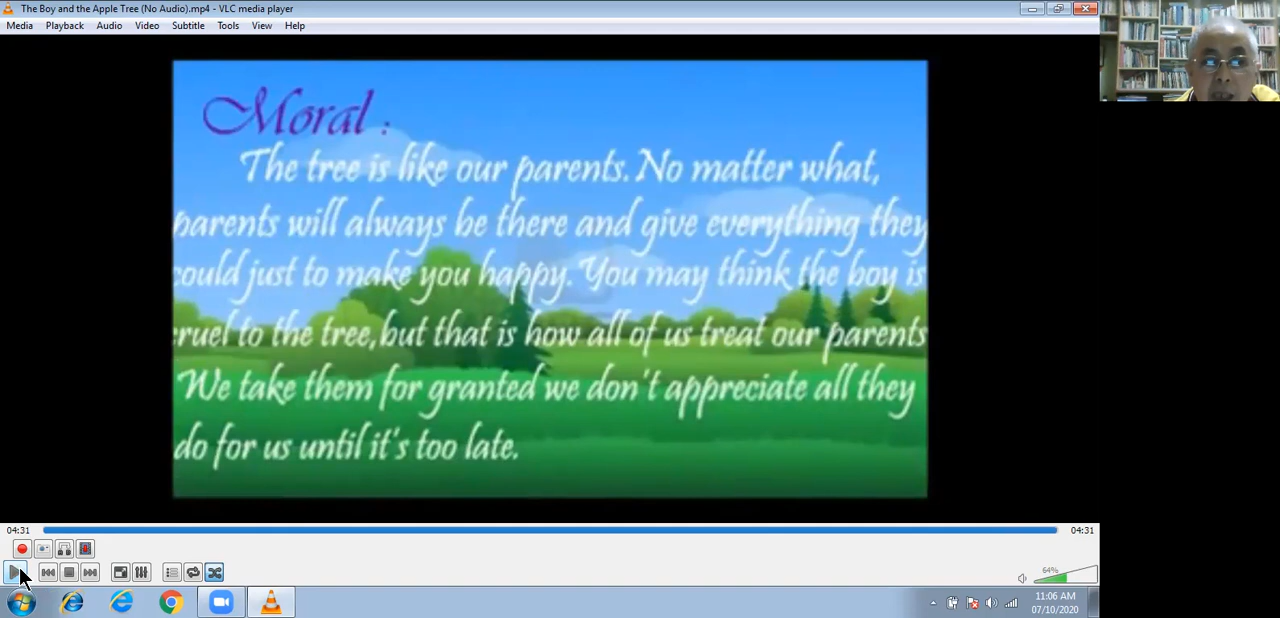 The Boy and the Apple Tree (No Audio).mp4 - VLC media player
Media Playback Audio Video Subtitle Tools View Help
Moral :
The tree is like our parents. No matter what,
parents will always be there and give everything they
could just to make you happy. You may think the boy is
cruel to the tree, but that is how all of us treat our parents
We take them for granted we don't appreciate all they
do for us until it's too late.
04:31 04:31
64%
11:06 AM
07/10/2020